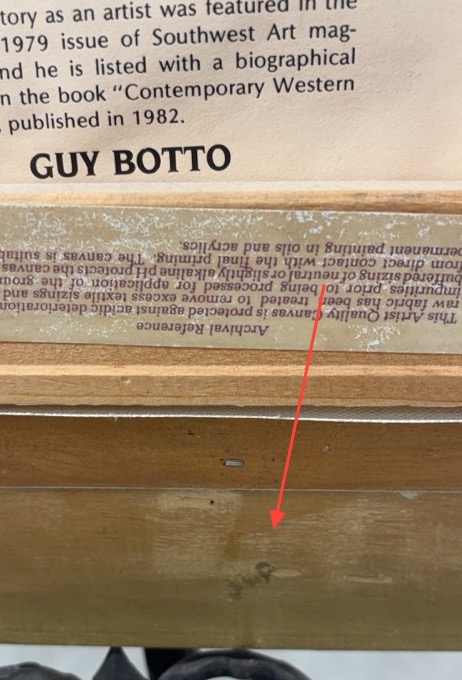 tory as an artist was featured in the
1979 issue of Southwest Art mag-
nd he is listed with a biographical
n the book “Contemporary Western
, published in 1982.
GUY BOTTO
Archival Reference
This Artist Quality Canvas is protected against acidic deterioration
raw fabric has been treated to remove excess textile sizings and
impurities prior to being processed for application of the groun
buffered sizing of neutral or slightly alkaline pH protects the canvas
from direct contact with the final priming. The canvas is suitab
permanent painting in oils and acrylics.